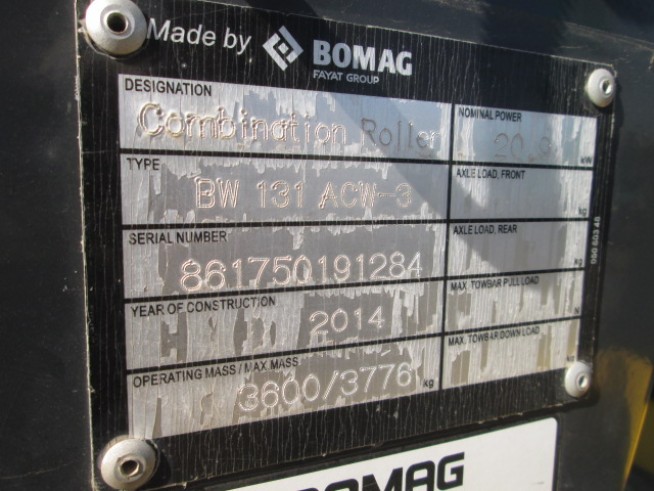 Made by BOMAG
FAYAT GROUP
DESIGNATION
Combination Roller
NOMINAL POWER
kW
TYPE
BW 131 ACW-3
AXLE LOAD, FRONT
kg
SERIAL NUMBER
861750191284
AXLE LOAD, REAR
kg
YEAR OF CONSTRUCTION
2014
MAX. TOWBAR PULL LOAD
N
OPERATING MASS / MAX MASS
3600/3776 kg
MAX. TOWBAR DOWN LOAD
BOMAG